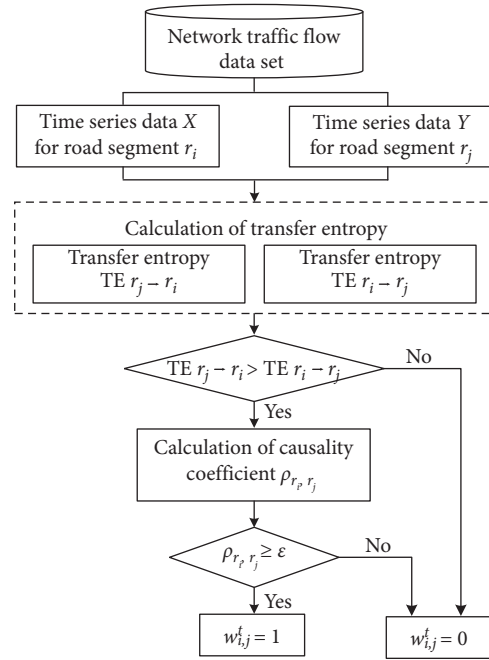 Network traffic flow
data set
Time series data X
for road segment r_i
Time series data Y
for road segment r_j
Calculation of transfer entropy
Transfer entropy
TE r_j – r_i
Transfer entropy
TE r_i – r_j
TE r_j – r_i > TE r_i – r_j
No
Yes
Calculation of causality
coefficient ρ_{r_i, r_j}
ρ_{r_i, r_j} ≥ ε
No
Yes
w^t_{i,j} = 1
w^t_{i,j} = 0